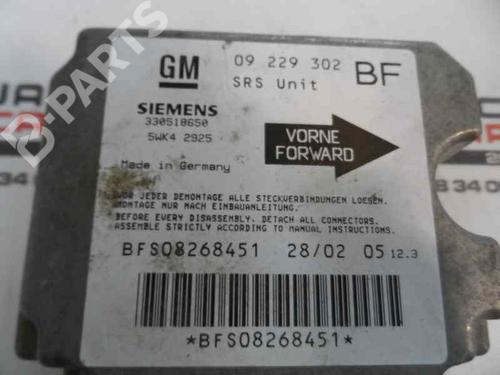 GM
09 229 302 BF
SRS Unit
SIEMENS
330518650
5WK4 2925
VORNE
FORWARD
Made in Germany
VOR JEDER DEMONTAGE ALLE STECKVERBINDUNGEN LOESEN.
MONTAGE NUR NACH EINBAUANLEITUNG.
BEFORE EVERY DISASSEMBLY. DETACH ALL CONNECTORS.
ASSEMBLE STRICTLY ACCORDING TO MANUAL INSTRUCTIONS.
BFS08268451 28/02 05 12.3
*BFS08268451*
B-PARTS